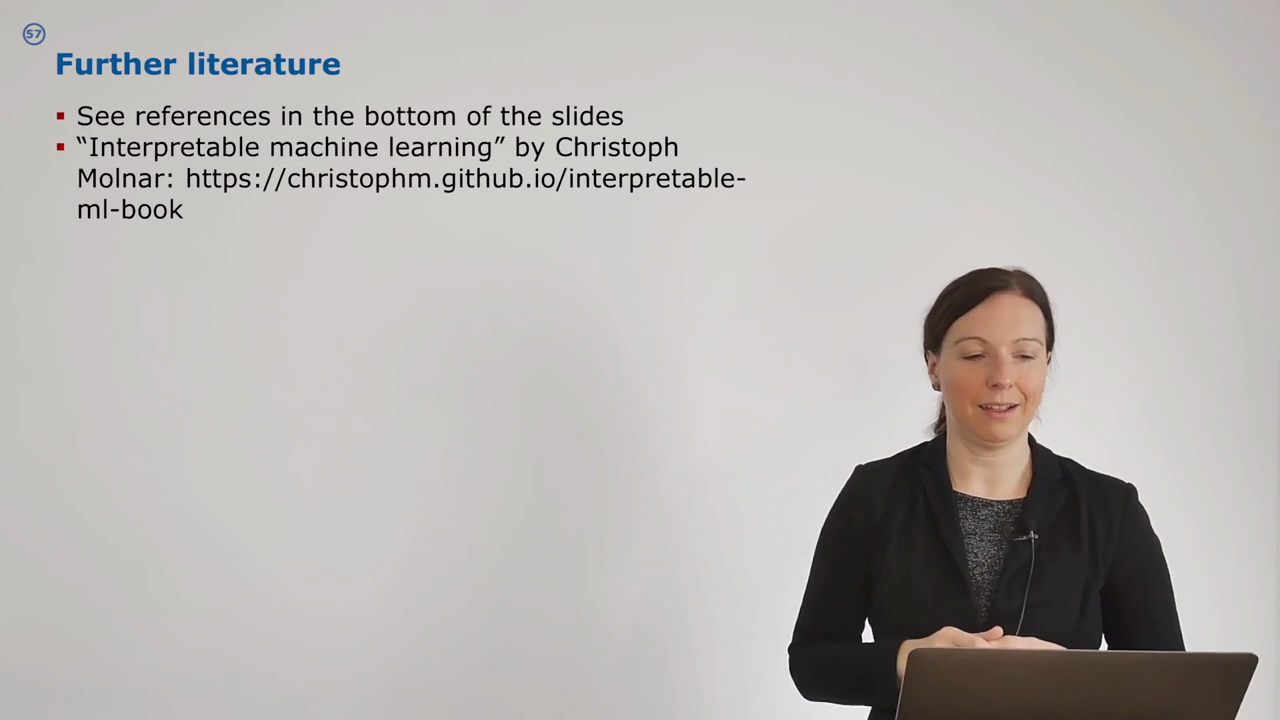 57
Further literature
▪ See references in the bottom of the slides
▪ “Interpretable machine learning” by Christoph
Molnar: https://christophm.github.io/interpretable-
ml-book